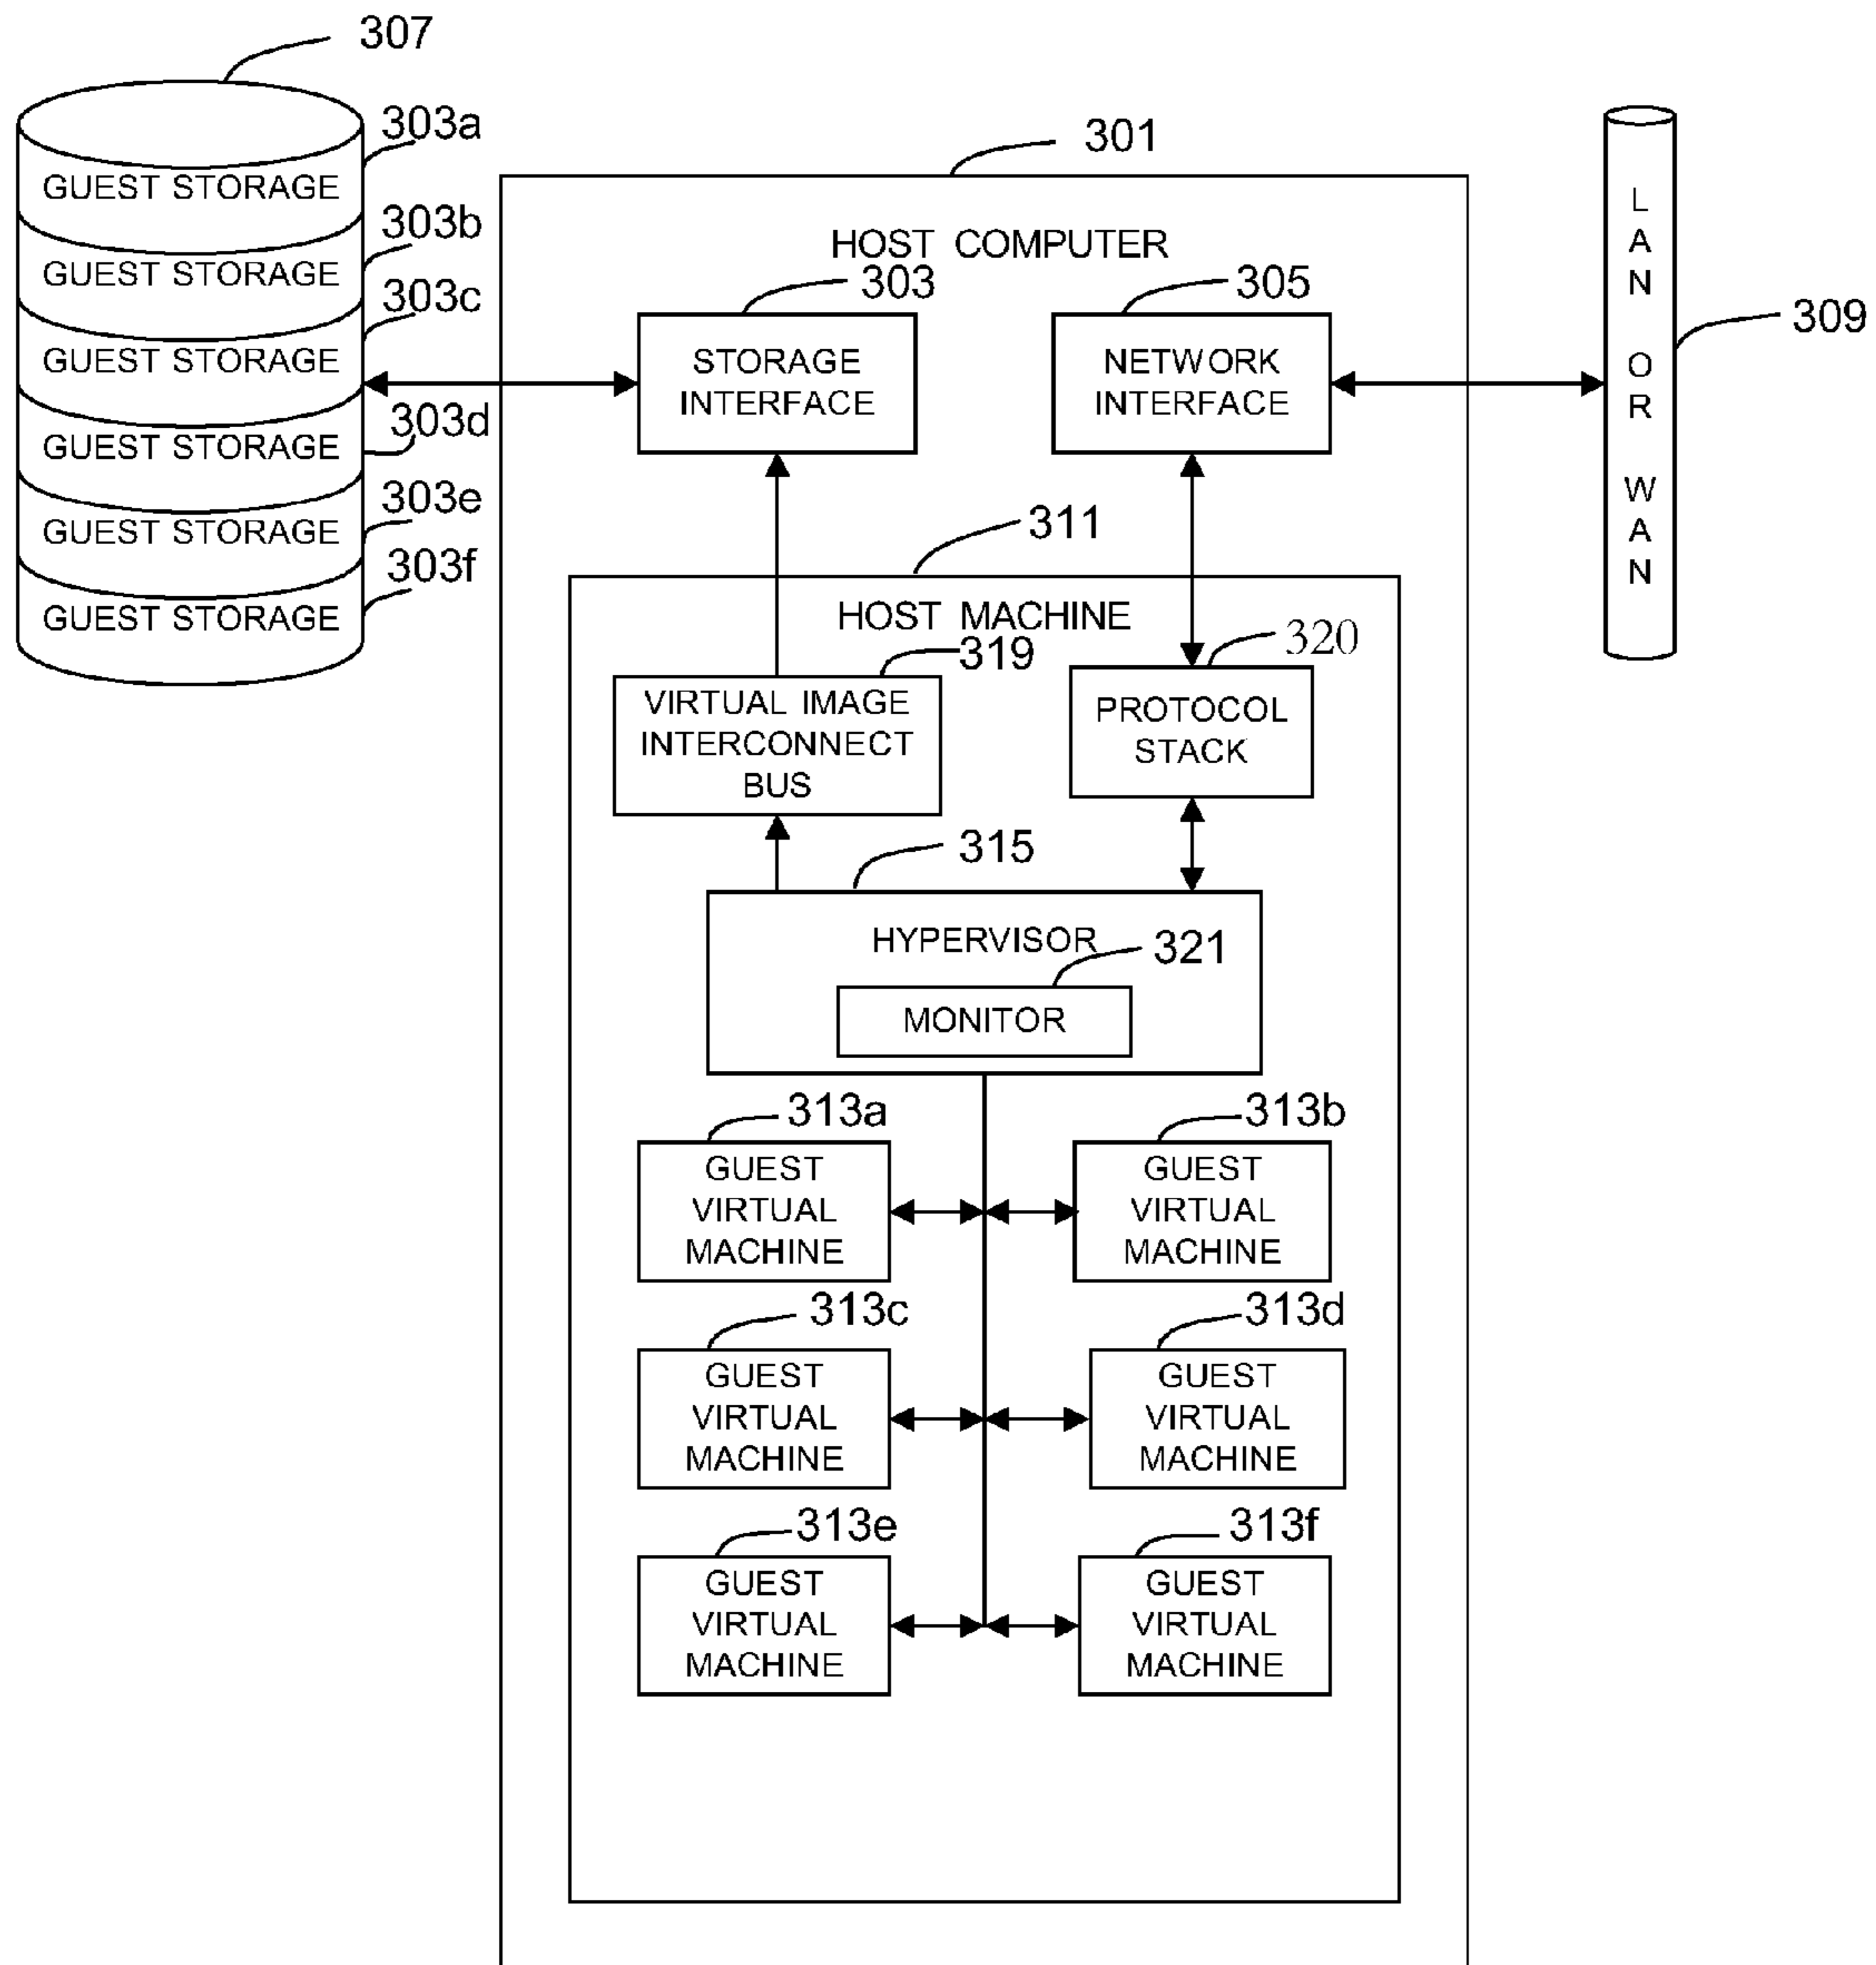 307
303a
GUEST STORAGE
303b
GUEST STORAGE
303c
GUEST STORAGE
303d
GUEST STORAGE
303e
GUEST STORAGE
303f
GUEST STORAGE
301
HOST COMPUTER
303
STORAGE
INTERFACE
305
NETWORK
INTERFACE
LAN OR WAN
309
311
HOST MACHINE
319
VIRTUAL IMAGE
INTERCONNECT
BUS
320
PROTOCOL
STACK
315
HYPERVISOR
321
MONITOR
313a
GUEST
VIRTUAL
MACHINE
313b
GUEST
VIRTUAL
MACHINE
313c
GUEST
VIRTUAL
MACHINE
313d
GUEST
VIRTUAL
MACHINE
313e
GUEST
VIRTUAL
MACHINE
313f
GUEST
VIRTUAL
MACHINE